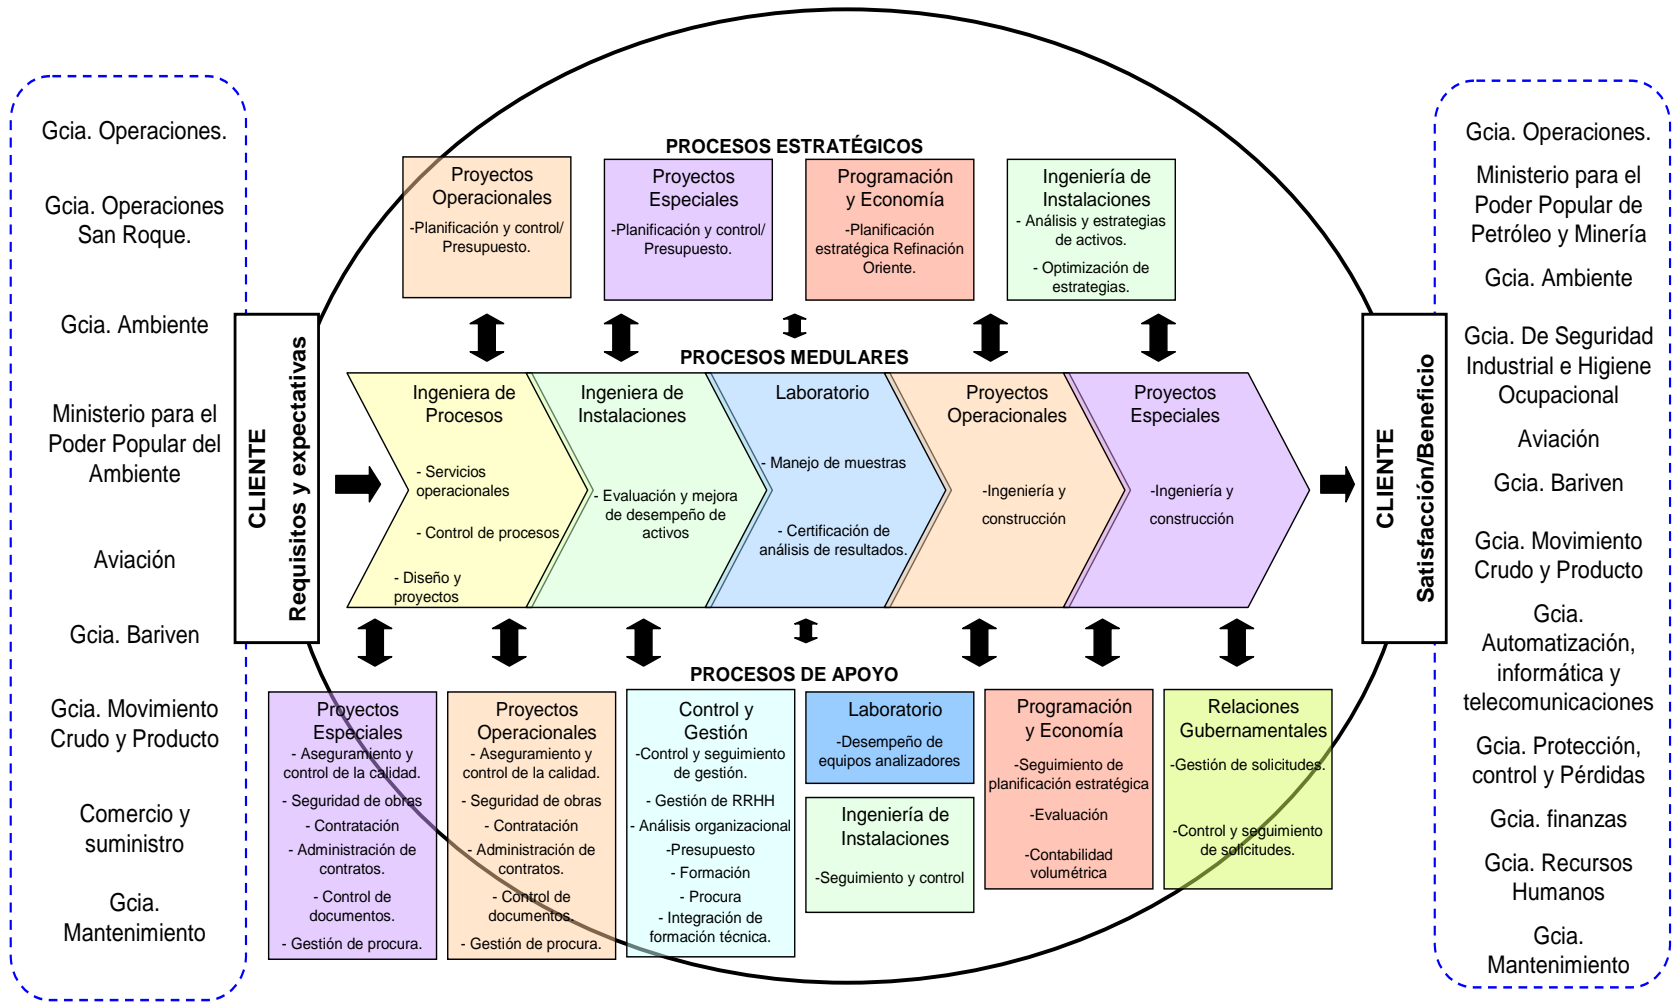 Gcia. Operaciones.
Gcia. Operaciones
San Roque.
Gcia. Ambiente
Ministerio para el
Poder Popular del
Ambiente
Aviación
Gcia. Bariven
Gcia. Movimiento
Crudo y Producto
Comercio y
suministro
Gcia.
Mantenimiento
CLIENTE
Requisitos y expectativas
PROCESOS ESTRATÉGICOS
Proyectos
Operacionales
-Planificación y control/
Presupuesto.
Proyectos
Especiales
-Planificación y control/
Presupuesto.
Programación
y Economía
-Planificación
estratégica Refinación
Oriente.
Ingeniería de
Instalaciones
- Análisis y estrategias
de activos.
- Optimización de
estrategias.
PROCESOS MEDULARES
Ingeniera de
Procesos
- Servicios
operacionales
- Control de procesos
- Diseño y
proyectos
Ingeniera de
Instalaciones
- Evaluación y mejora
de desempeño de
activos
Laboratorio
- Manejo de muestras
- Certificación de
análisis de resultados.
Proyectos
Operacionales
-Ingeniería y
construcción
Proyectos
Especiales
-Ingeniería y
construcción
PROCESOS DE APOYO
Proyectos
Especiales
- Aseguramiento y
control de la calidad.
- Seguridad de obras
- Contratación
- Administración de
contratos.
- Control de
documentos.
- Gestión de procura.
Proyectos
Operacionales
- Aseguramiento y
control de la calidad.
- Seguridad de obras
- Contratación
- Administración de
contratos.
- Control de
documentos.
- Gestión de procura.
Control y
Gestión
-Control y seguimiento
de gestión.
- Gestión de RRHH
- Análisis organizacional
-Presupuesto
- Formación
- Procura
- Integración de
formación técnica.
Laboratorio
-Desempeño de
equipos analizadores
Ingeniería de
Instalaciones
-Seguimiento y control
Programación
y Economía
-Seguimiento de
planificación estratégica
-Evaluación
-Contabilidad
volumétrica
Relaciones
Gubernamentales
-Gestión de solicitudes.
-Control y seguimiento
de solicitudes.
CLIENTE
Satisfacción/Beneficio
Gcia. Operaciones.
Ministerio para el
Poder Popular de
Petróleo y Minería
Gcia. Ambiente
Gcia. De Seguridad
Industrial e Higiene
Ocupacional
Aviación
Gcia. Bariven
Gcia. Movimiento
Crudo y Producto
Gcia.
Automatización,
informática y
telecomunicaciones
Gcia. Protección,
control y Pérdidas
Gcia. finanzas
Gcia. Recursos
Humanos
Gcia.
Mantenimiento